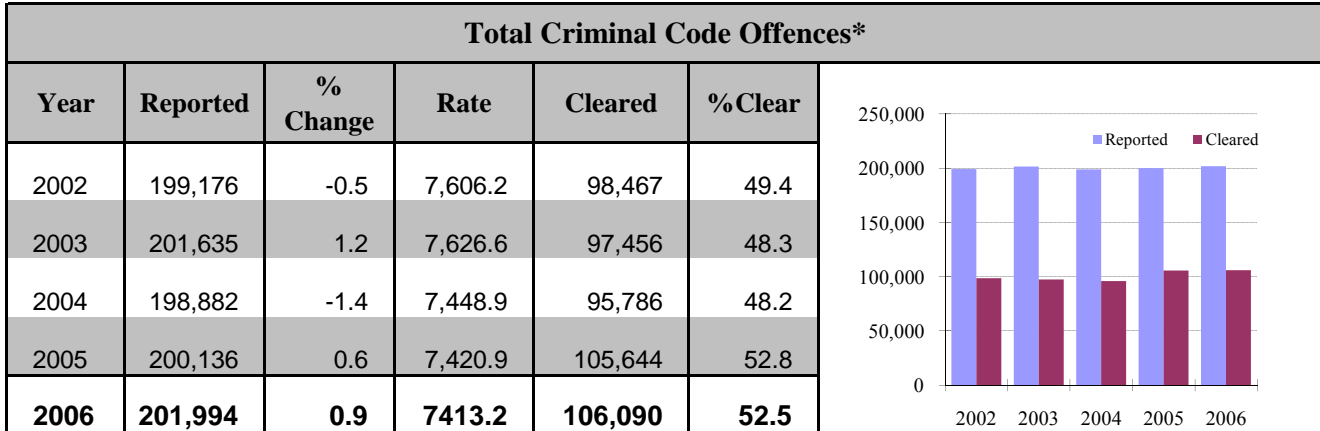 Total Criminal Code Offences*
Year Reported % Change Rate Cleared %Clear
2002 199,176 -0.5 7,606.2 98,467 49.4
2003 201,635 1.2 7,626.6 97,456 48.3
2004 198,882 -1.4 7,448.9 95,786 48.2
2005 200,136 0.6 7,420.9 105,644 52.8
2006 201,994 0.9 7413.2 106,090 52.5
Reported Cleared
250,000
200,000
150,000
100,000
50,000
0
2002 2003 2004 2005 2006